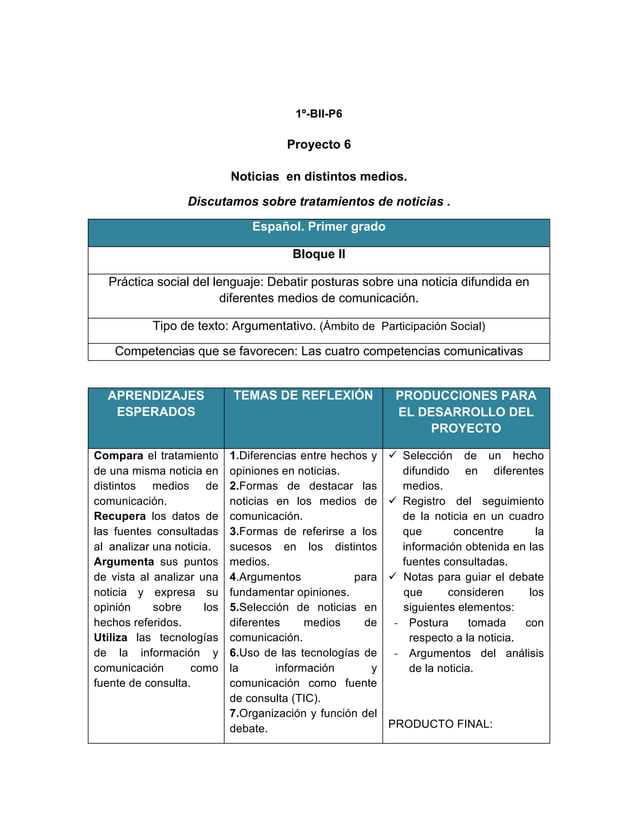 1º-BII-P6
Proyecto 6
Noticias en distintos medios.
Discutamos sobre tratamientos de noticias .
Español. Primer grado
Bloque II
Práctica social del lenguaje: Debatir posturas sobre una noticia difundida en
diferentes medios de comunicación.
Tipo de texto: Argumentativo. (Ámbito de Participación Social)
Competencias que se favorecen: Las cuatro competencias comunicativas
APRENDIZAJES
ESPERADOS
TEMAS DE REFLEXIÓN
PRODUCCIONES PARA
EL DESARROLLO DEL
PROYECTO
Compara el tratamiento
de una misma noticia en
distintos medios de
comunicación.
Recupera los datos de
las fuentes consultadas
al analizar una noticia.
Argumenta sus puntos
de vista al analizar una
noticia y expresa su
opinión sobre los
hechos referidos.
Utiliza las tecnologías
de la información y
comunicación como
fuente de consulta.
1.Diferencias entre hechos y
opiniones en noticias.
2.Formas de destacar las
noticias en los medios de
comunicación.
3.Formas de referirse a los
sucesos en los distintos
medios.
4.Argumentos para
fundamentar opiniones.
5.Selección de noticias en
diferentes medios de
comunicación.
6.Uso de las tecnologías de
la información y
comunicación como fuente
de consulta (TIC).
7.Organización y función del
debate.
✓ Selección de un hecho
difundido en diferentes
medios.
✓ Registro del seguimiento
de la noticia en un cuadro
que concentre la
información obtenida en las
fuentes consultadas.
✓ Notas para guiar el debate
que consideren los
siguientes elementos:
- Postura tomada con
respecto a la noticia.
- Argumentos del análisis
de la noticia.
PRODUCTO FINAL: